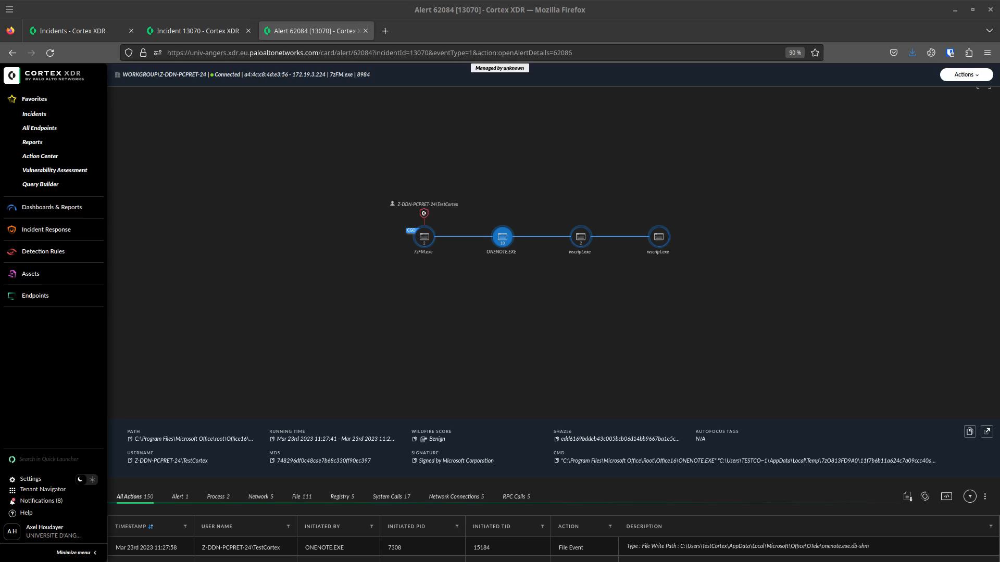 Alert 62084 [13070] - Cortex XDR — Mozilla Firefox
Incidents - Cortex XDR
Incident 13070 - Cortex XDR
Alert 62084 [13070] - Cortex X
https://univ-angers.xdr.eu.paloaltonetworks.com/card/alert/62084?incidentId=13070&eventType=1&action:openAlertDetails=62086
90 %
CORTEX XDR
BY PALO ALTO NETWORKS
WORKGROUP\Z-DDN-PCPRET-24 | Connected | a4:4c:c8:4d:e3:56 - 172.19.3.224 | 7zFM.exe | 8984
Managed by unknown
Actions
Favorites
Incidents
All Endpoints
Reports
Action Center
Vulnerability Assessment
Query Builder
Dashboards & Reports
Incident Response
Detection Rules
Assets
Endpoints
Search in Quick Launcher
Settings
Tenant Navigator
Notifications (8)
Help
A H
Axel Houdayer
UNIVERSITE D'ANG...
Minimize menu
Z-DDN-PCPRET-24\TestCortex
CGO
2
10
2
7zFM.exe
ONENOTE.EXE
wscript.exe
wscript.exe
PATH
C:\Program Files\Microsoft Office\root\Office16\...
RUNNING TIME
Mar 23rd 2023 11:27:41 - Mar 23rd 2023 11:2...
WILDFIRE SCORE
Benign
SHA256
edd6169bddeb43c005bcb06d14bb9667ba1e5c...
AUTOFOCUS TAGS
N/A
USERNAME
Z-DDN-PCPRET-24\TestCortex
MD5
748296df0c48cae7b68c330ff90ec397
SIGNATURE
Signed by Microsoft Corporation
CMD
"C:\Program Files\Microsoft Office\Root\Office16\ONENOTE.EXE" "C:\Users\TESTCO~1\AppData\Local\Temp\7zO813FD9A0\11f7b6b11a624c7a09ccc40a...
All Actions 150
Alert 1
Process 2
Network 5
File 111
Registry 5
System Calls 17
Network Connections 5
RPC Calls 5
TIMESTAMP
USER NAME
INITIATED BY
INITIATED PID
INITIATED TID
ACTION
DESCRIPTION
Mar 23rd 2023 11:27:58
Z-DDN-PCPRET-24\TestCortex
ONENOTE.EXE
7308
15184
File Event
Type : File Write Path : C:\Users\TestCortex\AppData\Local\Microsoft\Office\OTele\onenote.exe.db-shm